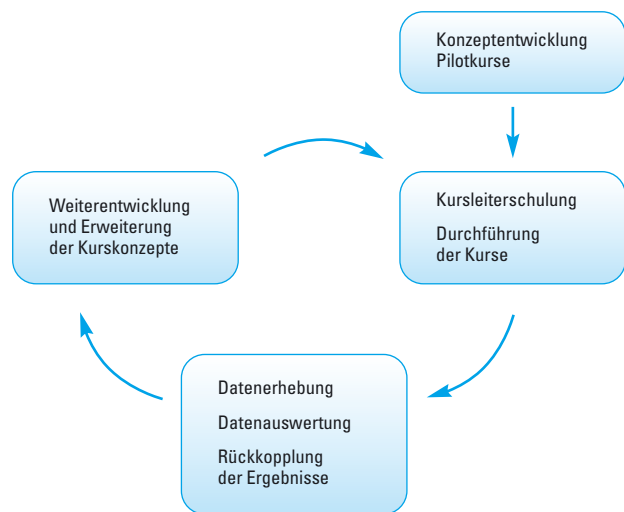 Konzeptentwicklung
Pilotkurse
Weiterentwicklung
und Erweiterung
der Kurskonzepte
Kursleiterschulung
Durchführung
der Kurse
Datenerhebung
Datenauswertung
Rückkopplung
der Ergebnisse